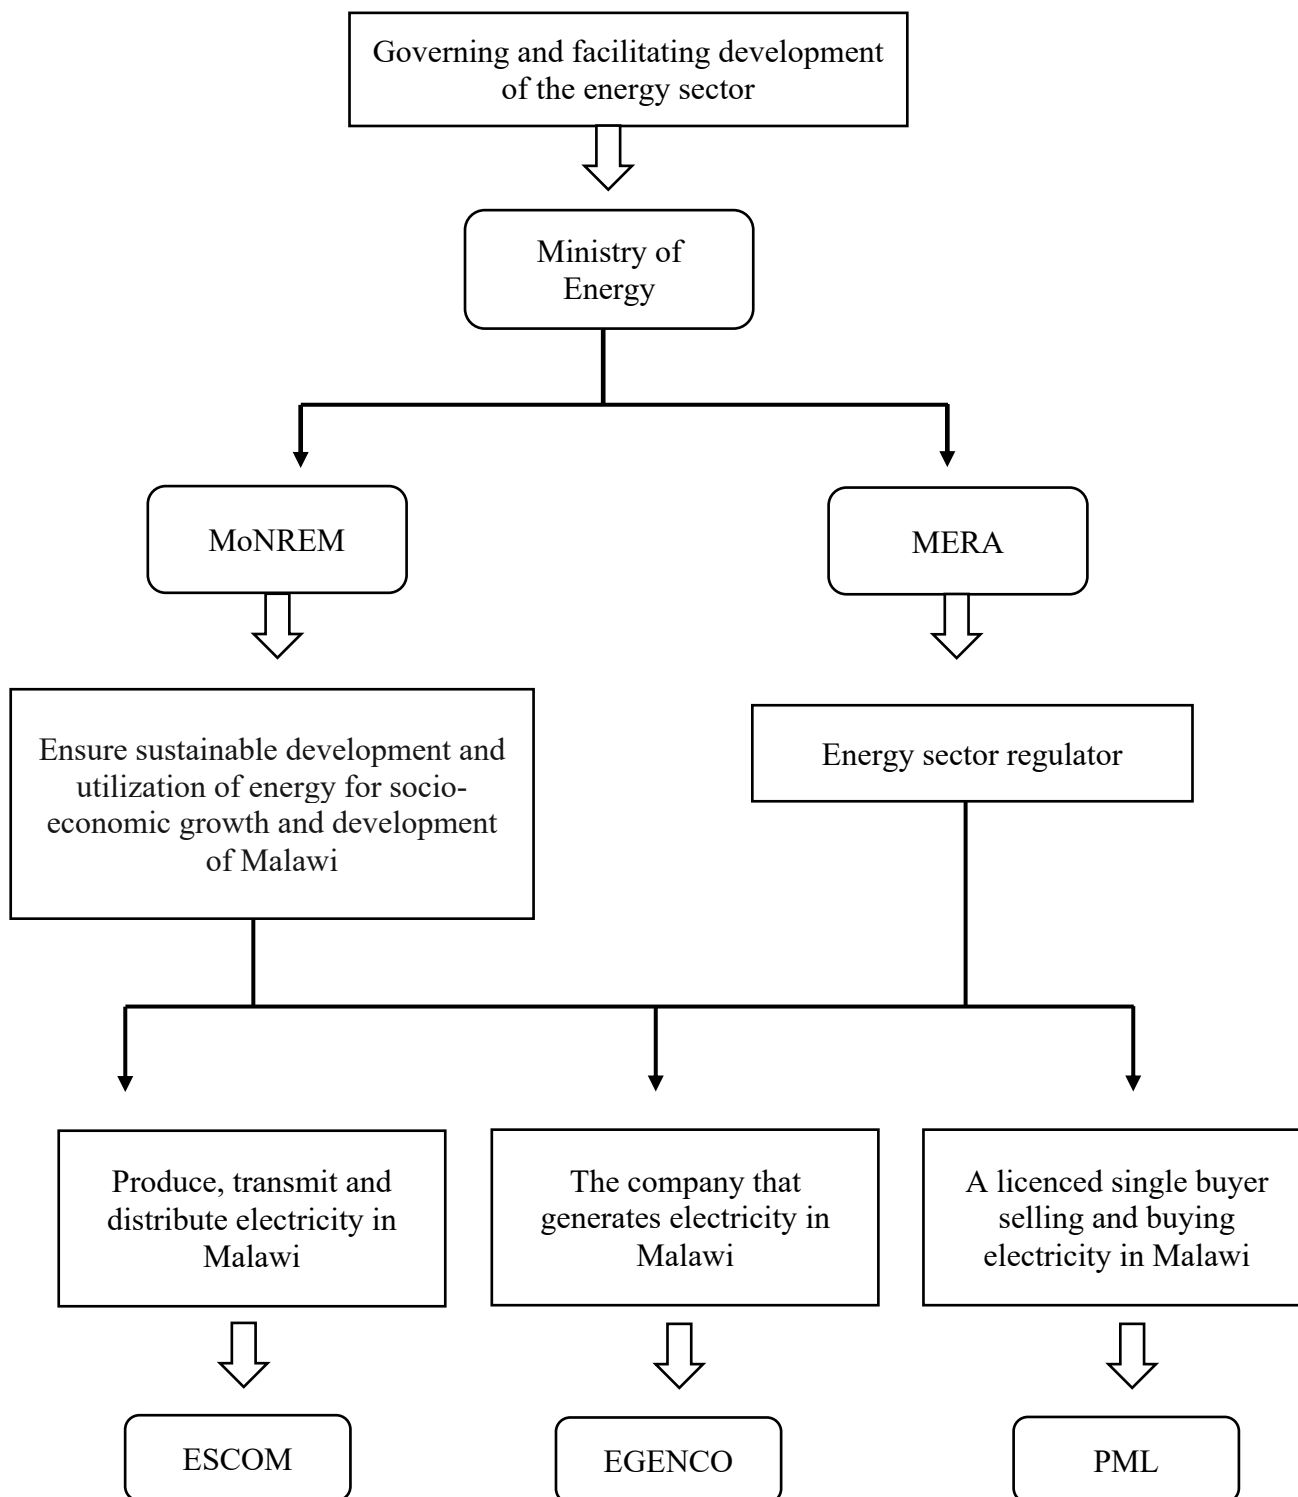 Governing and facilitating development
of the energy sector
Ministry of
Energy
MoNREM
MERA
Ensure sustainable development and
utilization of energy for socio-
economic growth and development
of Malawi
Energy sector regulator
Produce, transmit and
distribute electricity in
Malawi
The company that
generates electricity in
Malawi
A licenced single buyer
selling and buying
electricity in Malawi
ESCOM
EGENCO
PML